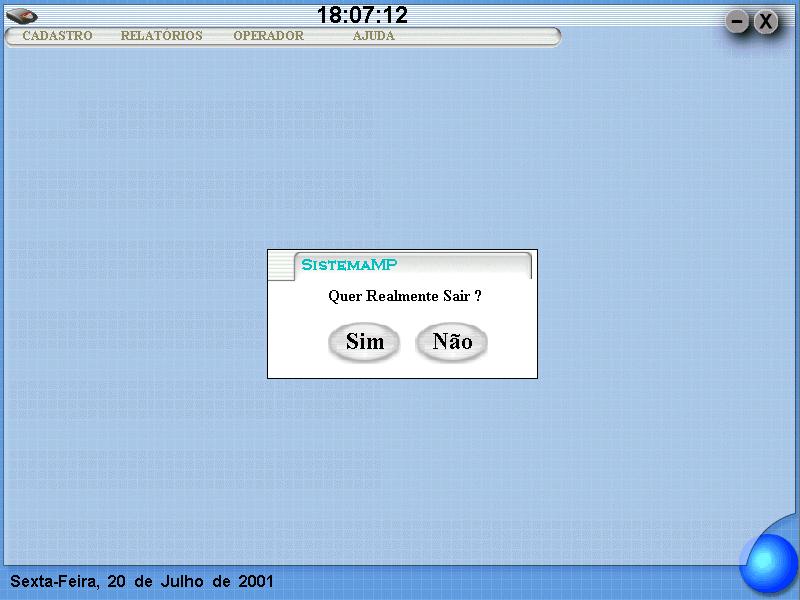 18:07:12
X
CADASTRO RELATÓRIOS OPERADOR AJUDA
SistemaMP
Quer Realmente Sair ?
Sim Não
Sexta-Feira, 20 de Julho de 2001